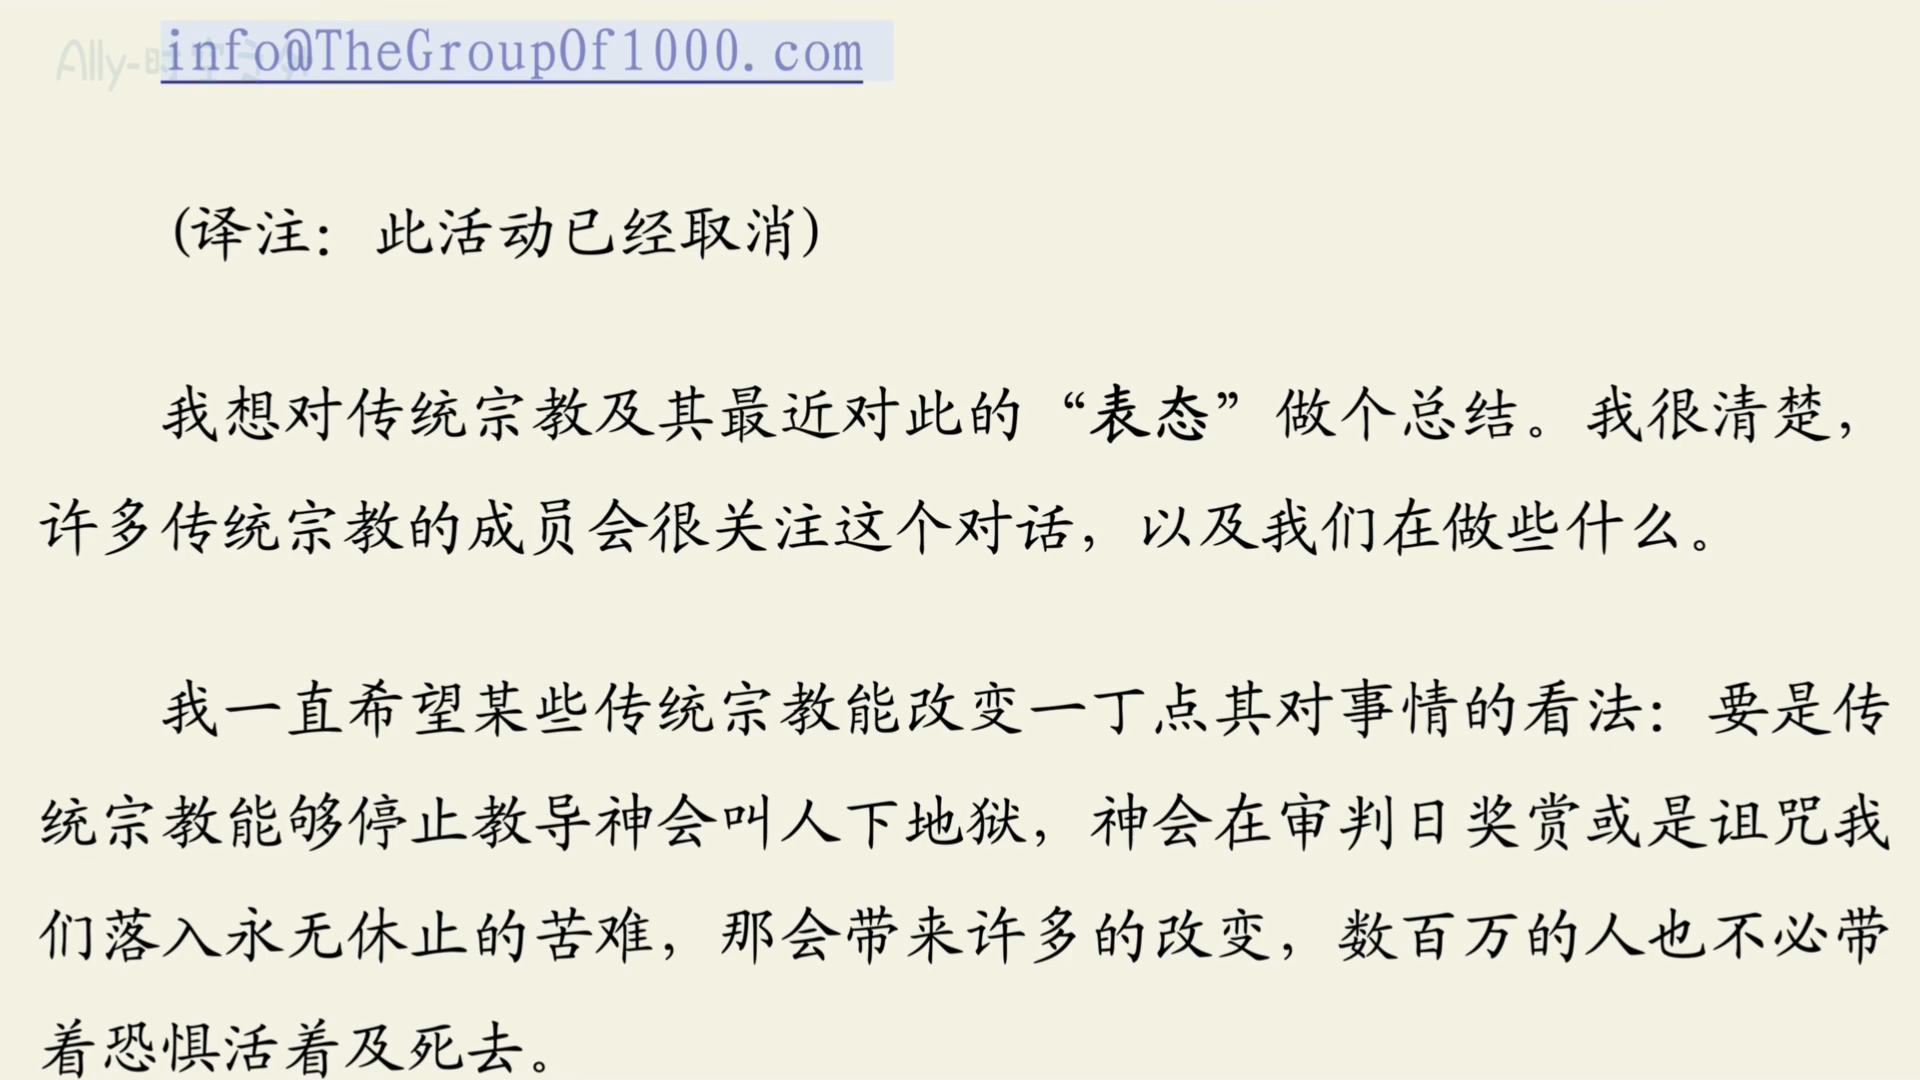 info@TheGroupOf1000.com
(译注：此活动已经取消)
我想对传统宗教及其最近对此的“表态”做个总结。我很清楚，
许多传统宗教的成员会很关注这个对话，以及我们在做些什么。
我一直希望某些传统宗教能改变一丁点其对事情的看法：要是传
统宗教能够停止教导神会叫人下地狱，神会在审判日奖赏或是诅咒我
们落入永无休止的苦难，那会带来许多的改变，数百万的人也不必带
着恐惧活着及死去。
Ally-时